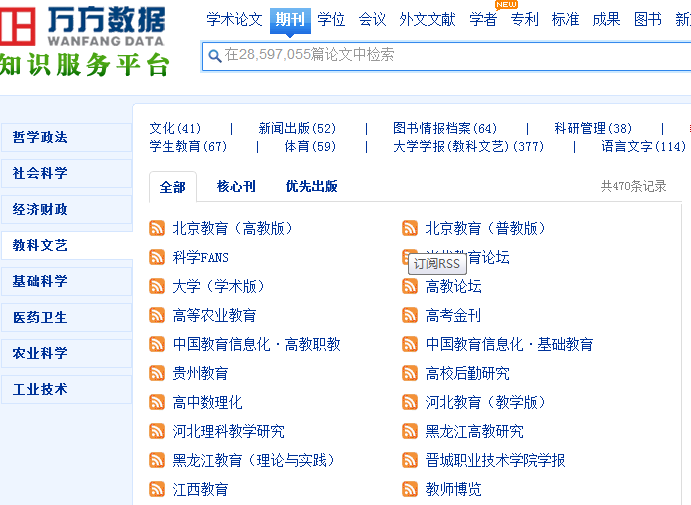 万方数据
WANFANG DATA
知识服务平台
学术论文 期刊 学位 会议 外文文献 学者 专利 标准 成果 图书
NEW
在28,597,055篇论文中检索
哲学政法
社会科学
经济财政
教科文艺
基础科学
医药卫生
农业科学
工业技术
文化(41) | 新闻出版(52) | 图书情报档案(64) | 科研管理(38) |
学生教育(67) | 体育(59) | 大学学报(教科文艺)(377) | 语言文字(114)
全部 核心刊 优先出版 共470条记录
北京教育（高教版） 北京教育（普教版）
科学FANS 教育论坛
订阅RSS
大学（学术版） 高教论坛
高等农业教育 高考金刊
中国教育信息化·高教职教 中国教育信息化·基础教育
贵州教育 高校后勤研究
高中数理化 河北教育（教学版）
河北理科教学研究 黑龙江高教研究
黑龙江教育（理论与实践） 晋城职业技术学院学报
江西教育 教师博览